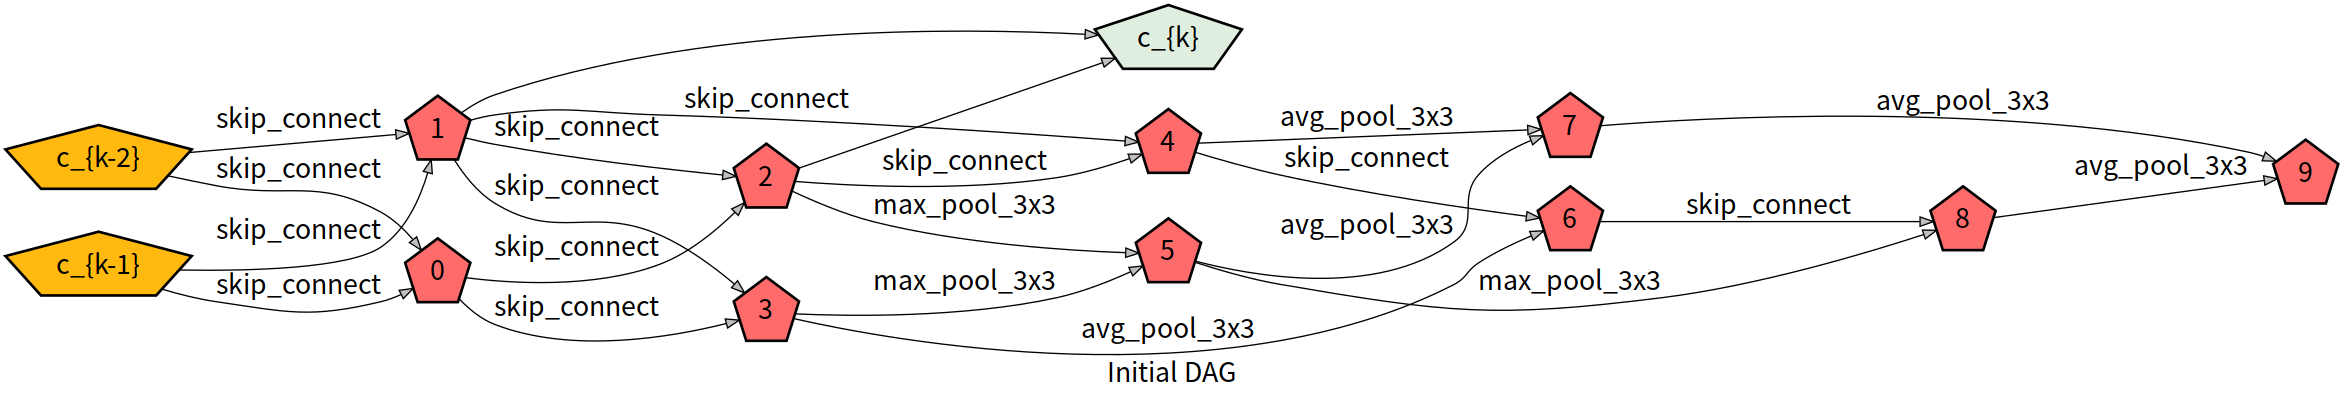 c_{k}
skip_connect
avg_pool_3x3
avg_pool_3x3
skip_connect
1
skip_connect
7
c_{k-2}
skip_connect
4
skip_connect
skip_connect
avg_pool_3x3
9
2
skip_connect
max_pool_3x3
skip_connect
6
8
skip_connect
skip_connect
avg_pool_3x3
5
c_{k-1}
0
skip_connect
skip_connect
3
max_pool_3x3
max_pool_3x3
avg_pool_3x3
Initial DAG